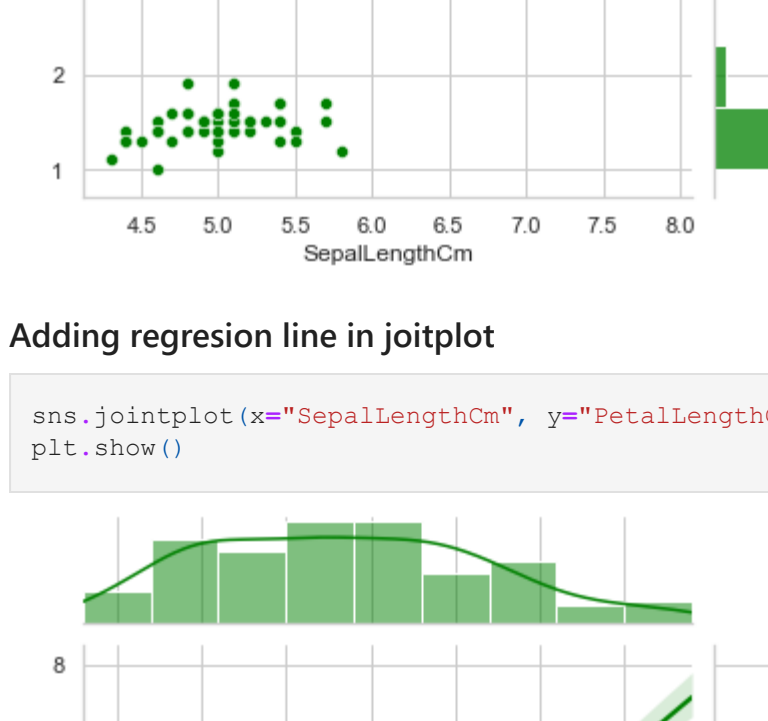 2
1
4.5 5.0 5.5 6.0 6.5 7.0 7.5 8.0
SepalLengthCm
Adding regresion line in joitplot
sns.jointplot(x="SepalLengthCm", y="PetalLength
plt.show()
8